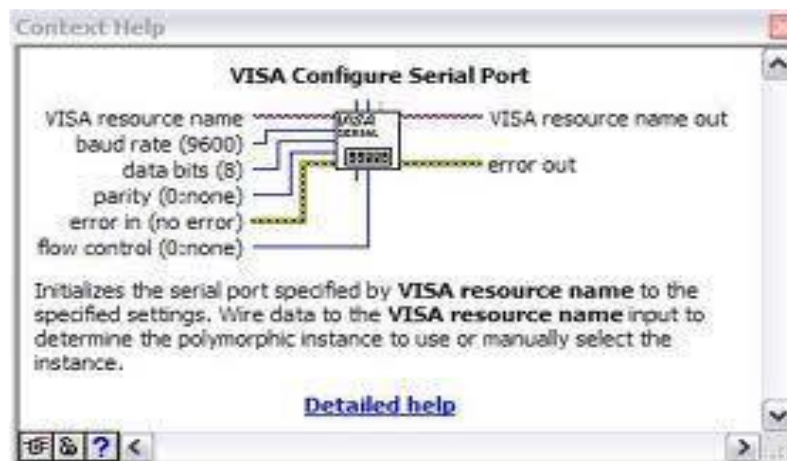 Context Help
VISA Configure Serial Port
VISA resource name
VISA resource name out
baud rate (9600)
data bits (8)
error out
parity (0:none)
error in (no error)
flow control (0:none)
VISA
SERIAL
Initializes the serial port specified by VISA resource name to the
specified settings. Wire data to the VISA resource name input to
determine the polymorphic instance to use or manually select the
instance.
Detailed help
?